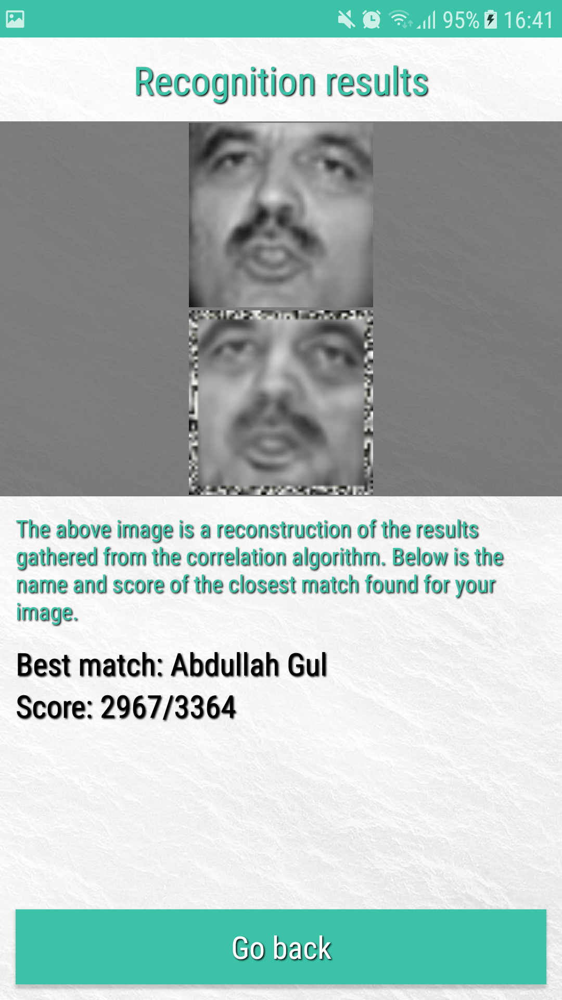 95% 16:41
Recognition results
The above image is a reconstruction of the results
gathered from the correlation algorithm. Below is the
name and score of the closest match found for your
image.
Best match: Abdullah Gul
Score: 2967/3364
Go back